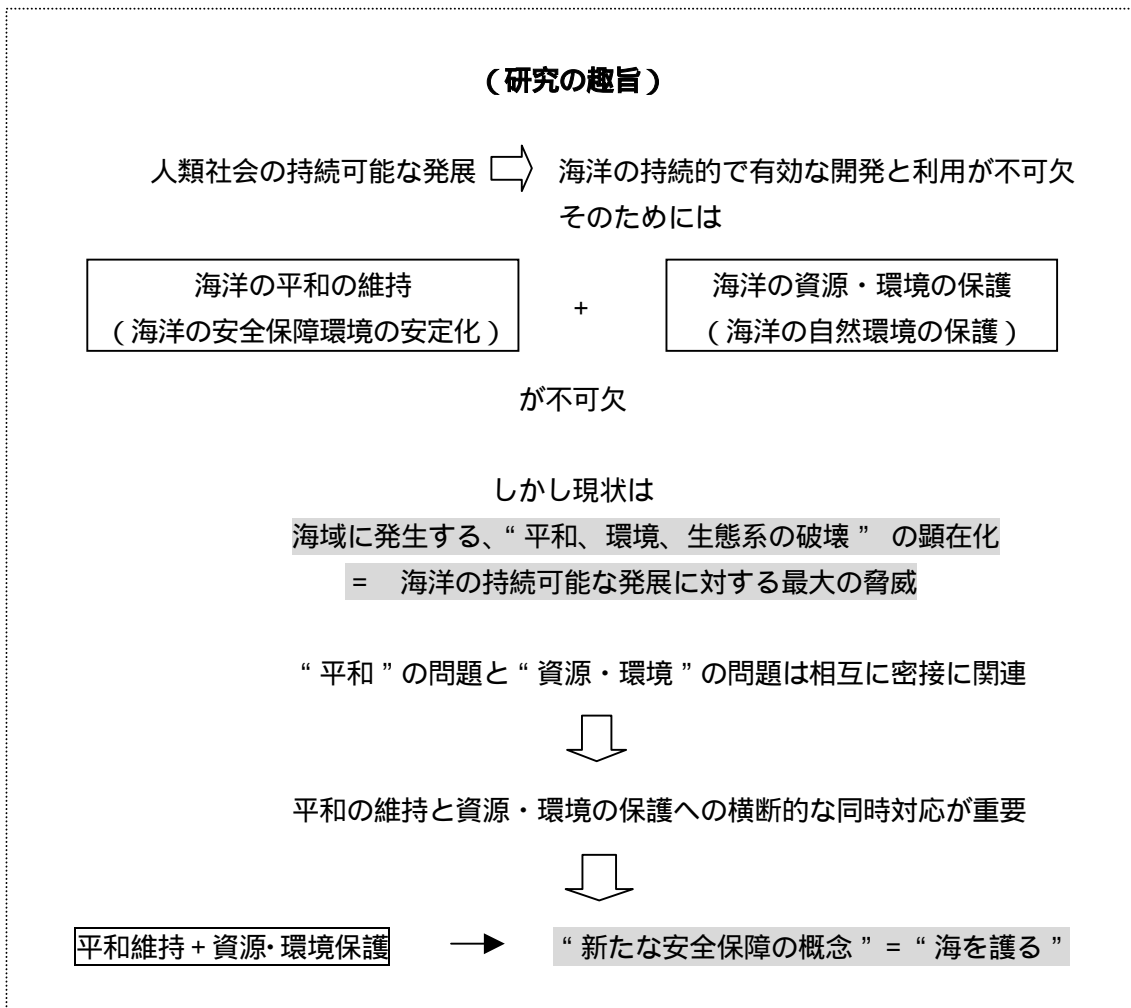 （研究の趣旨）
人類社会の持続可能な発展 ⇨ 海洋の持続的で有効な開発と利用が不可欠
そのためには
海洋の平和の維持
（海洋の安全保障環境の安定化）
+
海洋の資源・環境の保護
（海洋の自然環境の保護）
が不可欠
しかし現状は
海域に発生する、“平和、環境、生態系の破壊” の顕在化
= 海洋の持続可能な発展に対する最大の脅威
“平和”の問題と“資源・環境”の問題は相互に密接に関連
平和の維持と資源・環境の保護への横断的な同時対応が重要
平和維持+資源・環境保護 → “新たな安全保障の概念”=“海を護る”